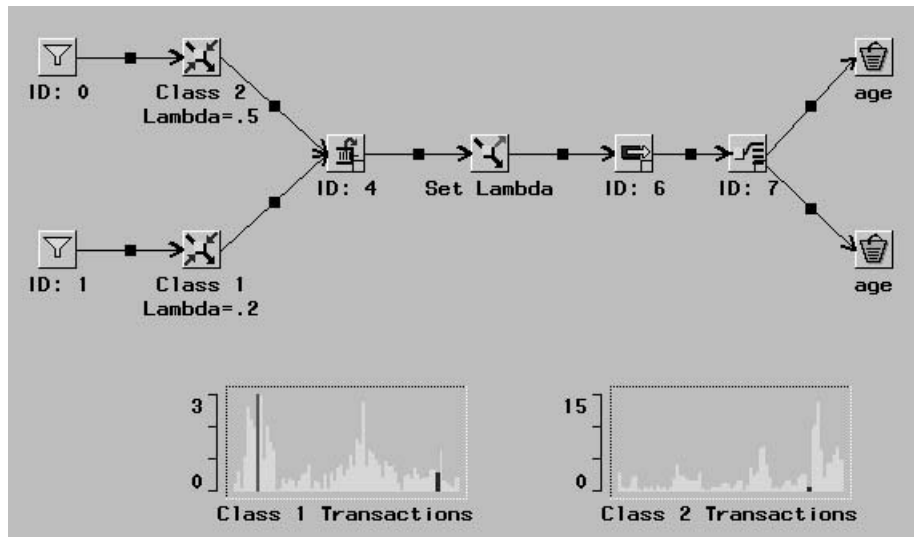 ID: 0
Class 2
Lambda=.5
age
ID: 4
Set Lambda
ID: 6
ID: 7
ID: 1
Class 1
Lambda=.2
age
3
0
Class 1 Transactions
15
0
Class 2 Transactions